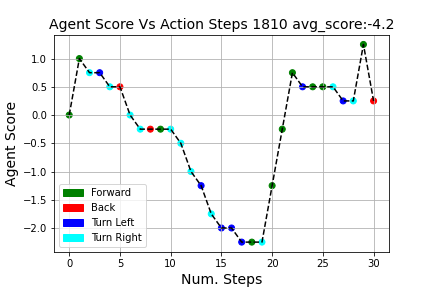 Agent Score Vs Action Steps 1810 avg_score:-4.2
Agent Score
1.0
0.5
0.0
−0.5
−1.0
−1.5
−2.0
Forward
Back
Turn Left
Turn Right
0 5 10 15 20 25 30
Num. Steps